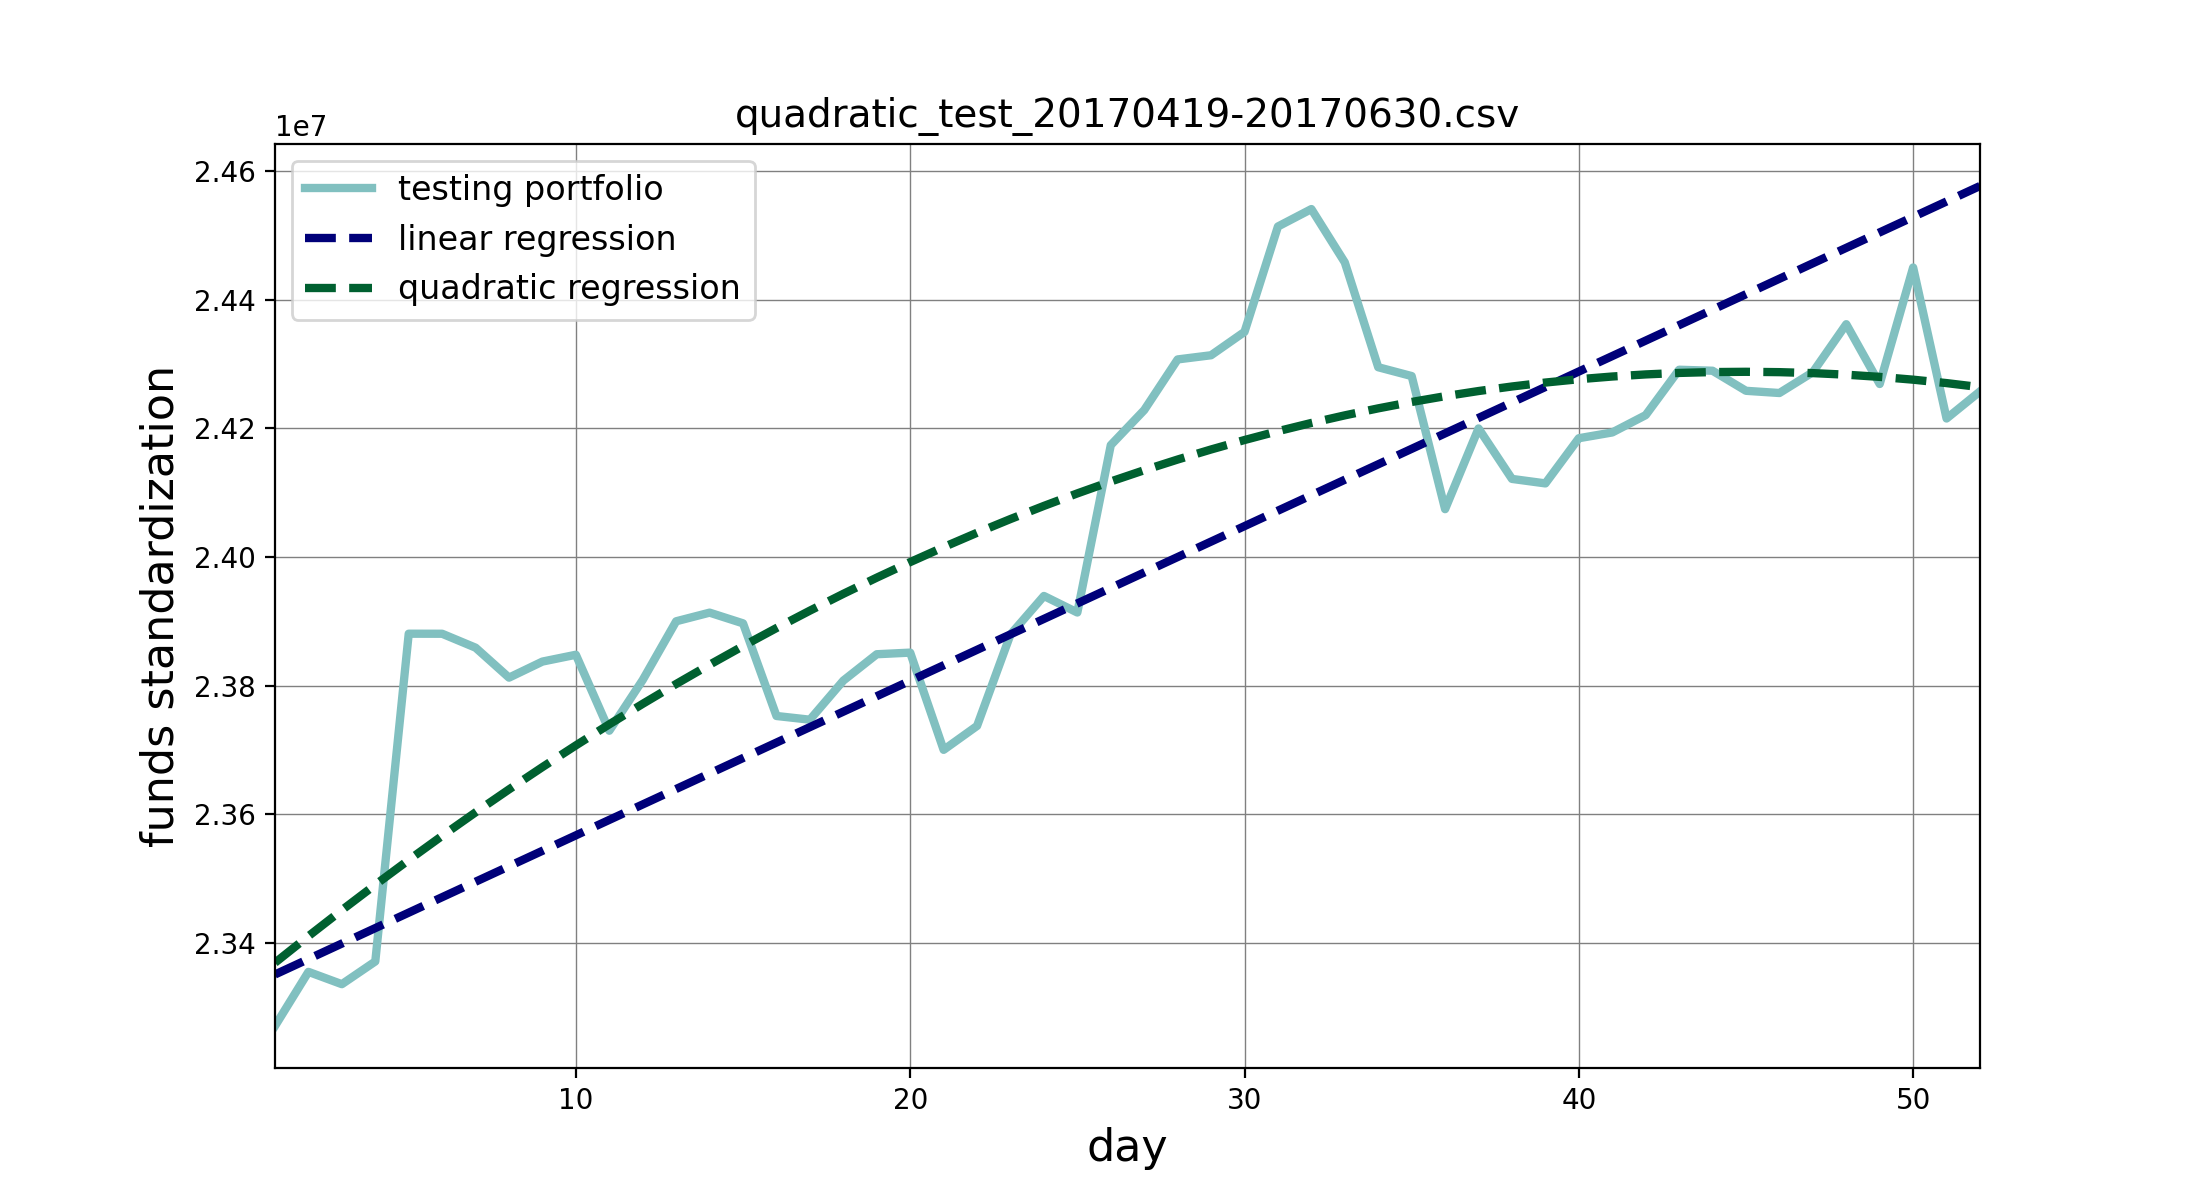 quadratic_test_20170419-20170630.csv
1e7
testing portfolio
linear regression
quadratic regression
2.46
2.44
2.42
2.40
2.38
2.36
2.34
funds standardization
10 20 30 40 50
day